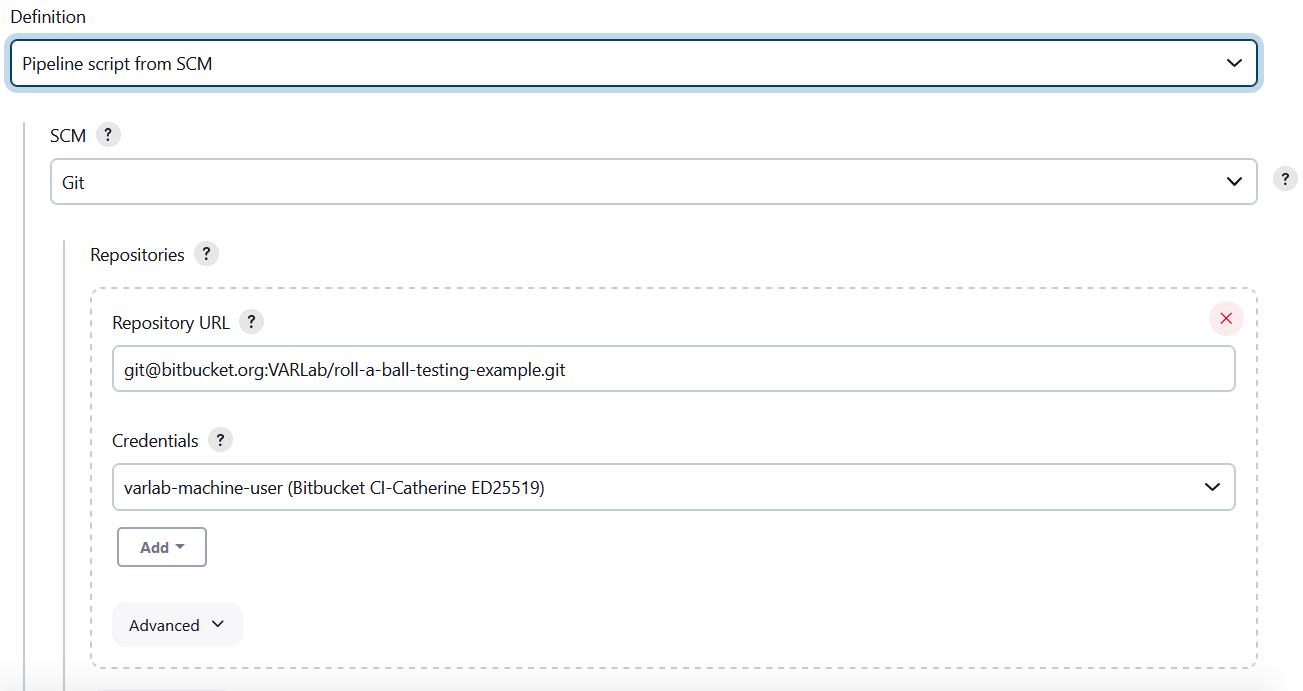 Definition
Pipeline script from SCM
SCM ?
Git
?
Repositories ?
Repository URL ?
git@bitbucket.org:VARLab/roll-a-ball-testing-example.git
Credentials ?
varlab-machine-user (Bitbucket CI-Catherine ED25519)
Add
Advanced